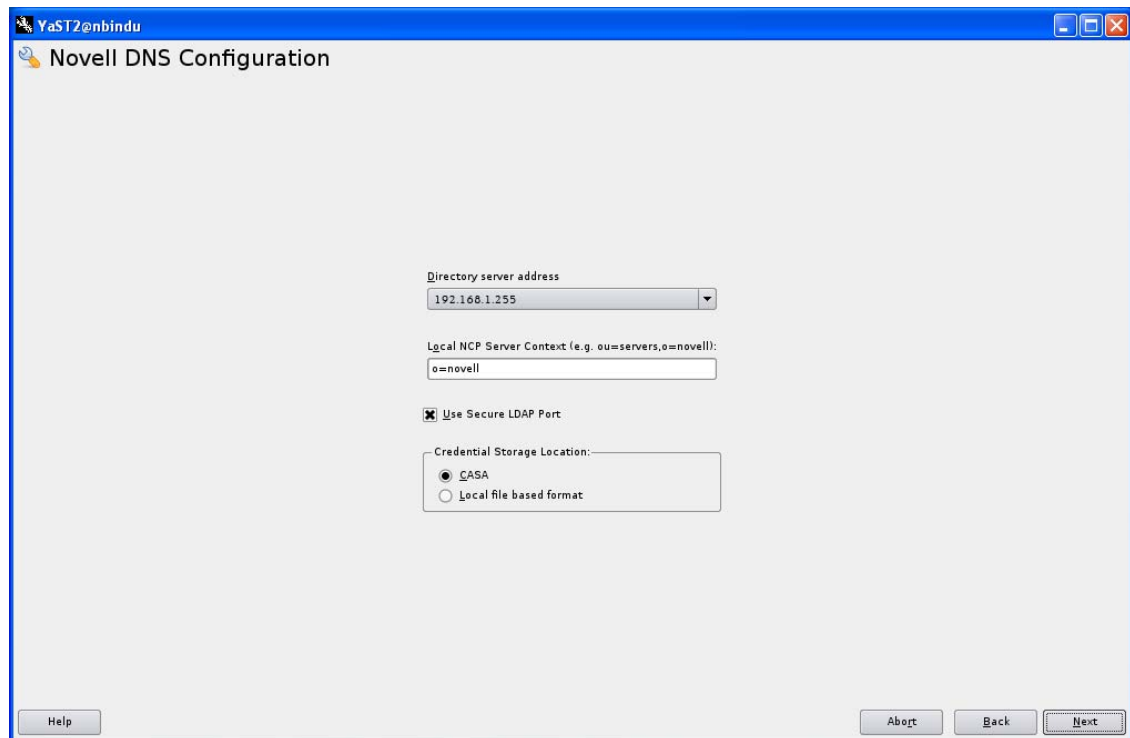 YaST2@nbindu
Novell DNS Configuration
Directory server address
192.168.1.255
Local NCP Server Context (e.g. ou=servers,o=novell):
o=novell
Use Secure LDAP Port
Credential Storage Location:
CASA
Local file based format
Help
Abort
Back
Next